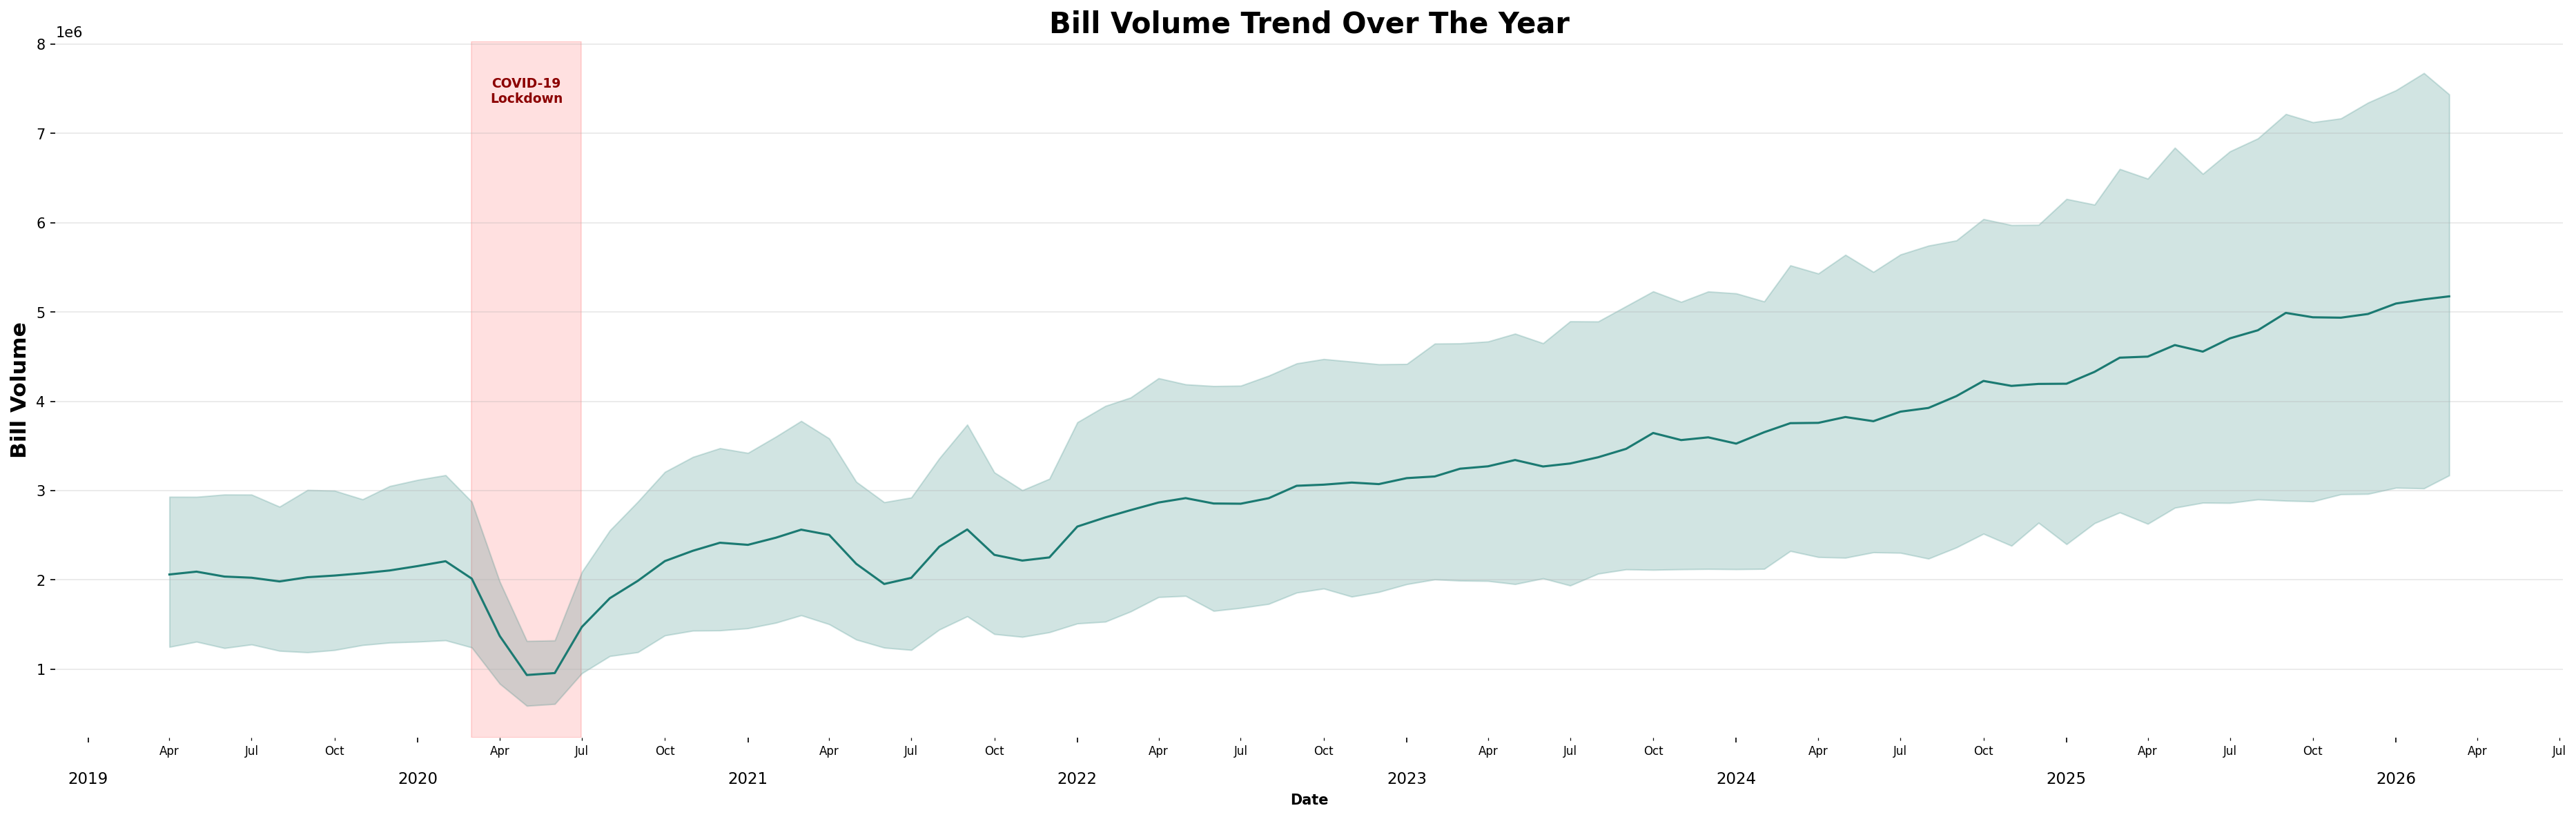 Bill Volume Trend Over The Year
1e6
8
7
6
5
4
3
2
1
Bill Volume
COVID-19
Lockdown
Apr Jul Oct Apr Jul Oct Apr Jul Oct Apr Jul Oct Apr Jul Oct Apr Jul Oct Apr Jul Oct Apr Jul
2019 2020 2021 2022 2023 2024 2025 2026
Date